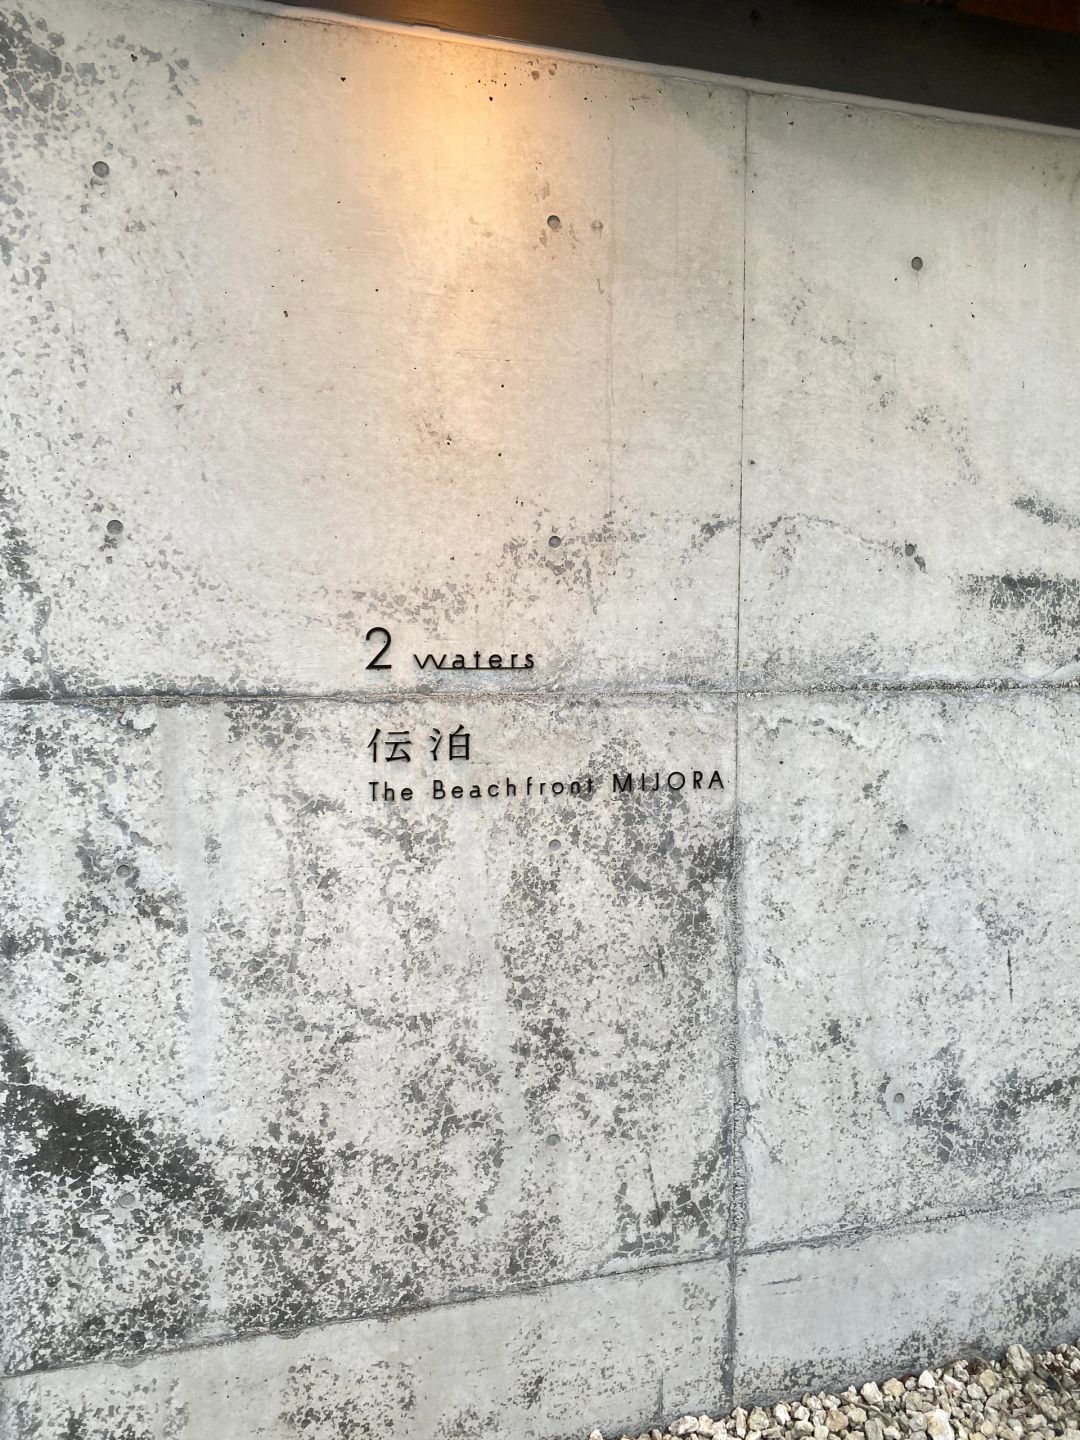 2 waters
伝泊
The Beachfront MIJORA